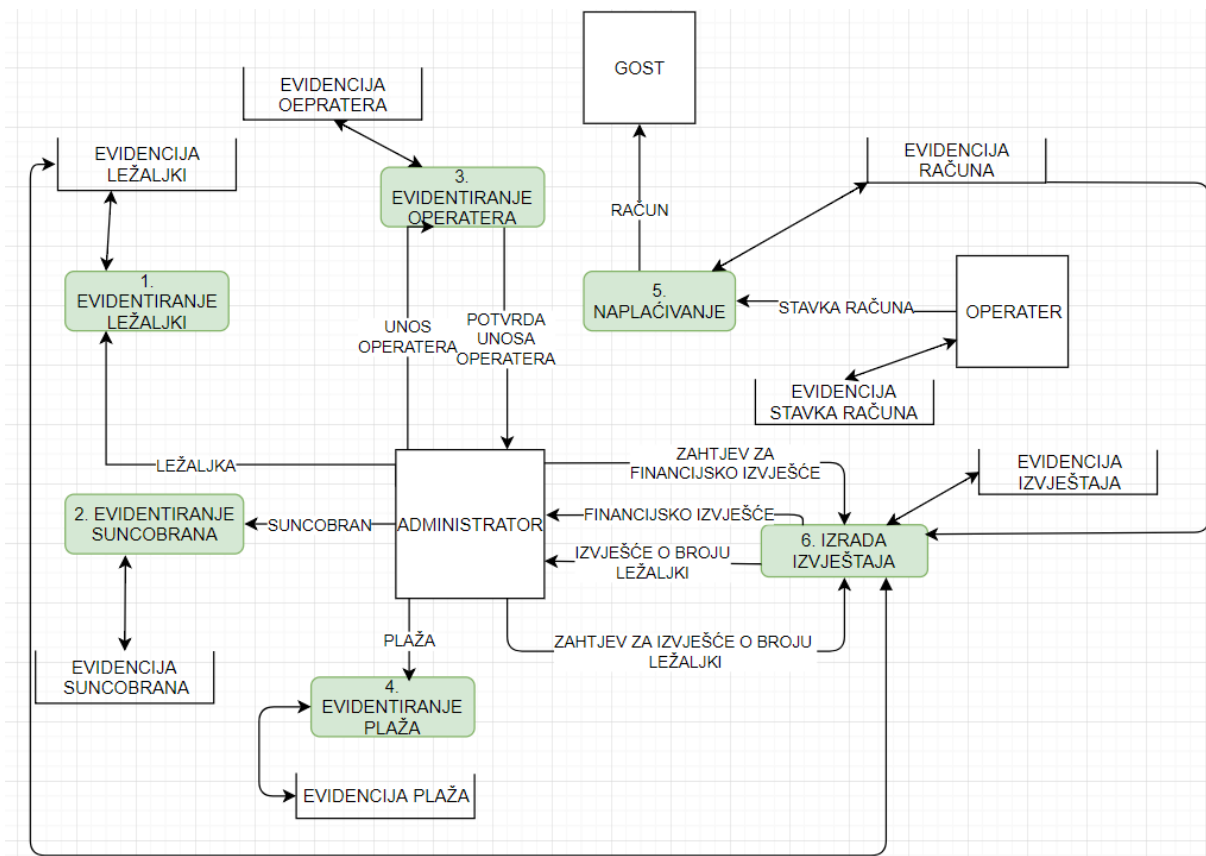 GOST
EVIDENCIJA
OEPRATERA
EVIDENCIJA
LEŽALJKI
EVIDENCIJA
RAČUNA
3.
EVIDENTIRANJE
OPERATERA
RAČUN
1.
EVIDENTIRANJE
LEŽALJKI
5.
NAPLAĆIVANJE
STAVKA RAČUNA
OPERATER
UNOS
OPERATERA
POTVRDA
UNOSA
OPERATERA
EVIDENCIJA
STAVKA RAČUNA
LEŽALJKA
ZAHTJEV ZA
FINANCIJSKO IZVJEŠĆE
EVIDENCIJA
IZVJEŠTAJA
2. EVIDENTIRANJE
SUNCOBRANA
SUNCOBRAN
ADMINISTRATOR
FINANCIJSKO IZVJEŠĆE
6. IZRADA
IZVJEŠTAJA
IZVJEŠĆE O BROJU
LEŽALJKI
PLAŽA
ZAHTJEV ZA IZVJEŠĆE O BROJU
LEŽALJKI
EVIDENCIJA
SUNCOBRANA
4.
EVIDENTIRANJE
PLAŽA
EVIDENCIJA PLAŽA